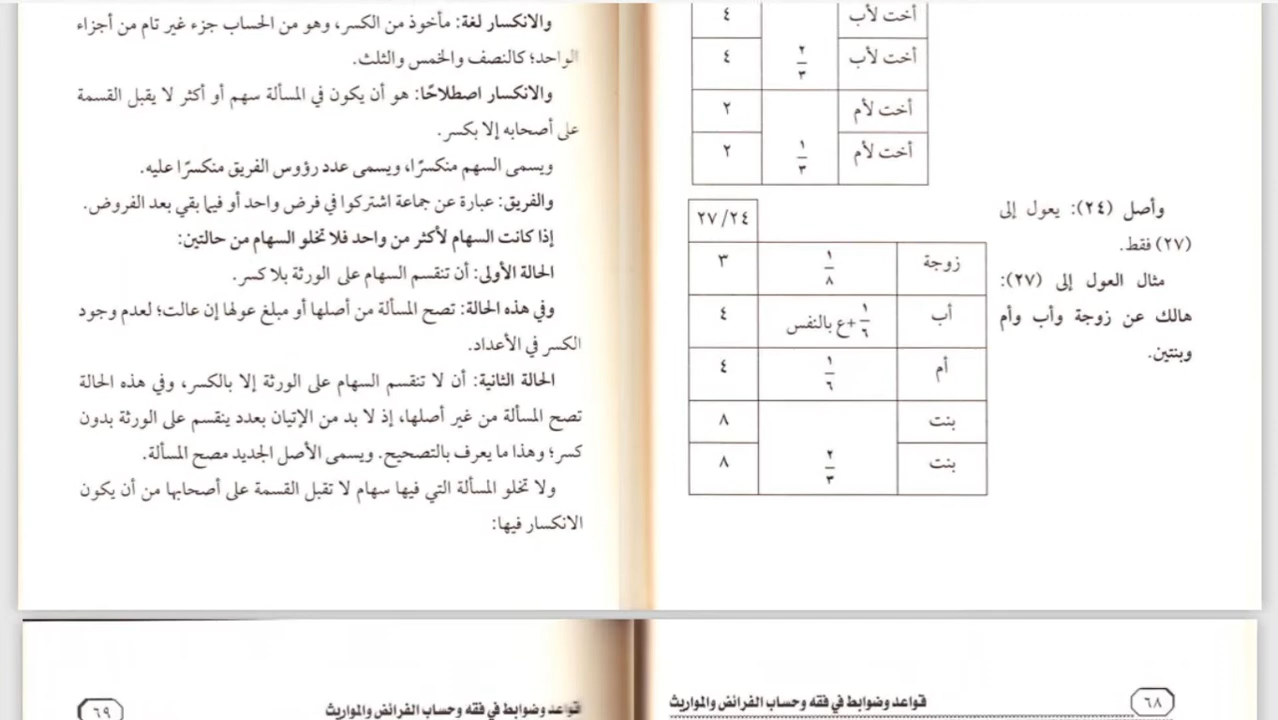 أخت لأب ٤
أخت لأب ٢/٣ ٤
أخت لأم ٢
أخت لأم ١/٣ ٢
وأصل (٢٤): يعول إلى
(٢٧) فقط.
مثال العول إلى (٢٧):
هالك عن زوجة وأب وأم
وبنتين.
٢٧/٢٤
زوجة ١/٨ ٣
أب ١/٦+ع بالنفس ٤
أم ١/٦ ٤
بنت ٨
بنت ٢/٣ ٨
والانكسار لغة: مأخوذ من الكسر، وهو من الحساب جزء غير تام من أجزاء
الواحد؛ كالنصف والخمس والثلث.
والانكسار اصطلاحًا: هو أن يكون في المسألة سهم أو أكثر لا يقبل القسمة
على أصحابه إلا بكسر.
ويسمى السهم منكسرًا، ويسمى عدد رؤوس الفريق منكسرًا عليه.
والفريق: عبارة عن جماعة اشتركوا في فرض واحد أو فيما بقي بعد الفروض.
إذا كانت السهام لأكثر من واحد فلا تخلو السهام من حالتين:
الحالة الأولى: أن تنقسم السهام على الورثة بلا كسر.
وفي هذه الحالة: تصح المسألة من أصلها أو مبلغ عولها إن عالت؛ لعدم وجود
الكسر في الأعداد.
الحالة الثانية: أن لا تنقسم السهام على الورثة إلا بالكسر، وفي هذه الحالة
تصح المسألة من غير أصلها، إذ لا بد من الإتيان بعدد ينقسم على الورثة بدون
كسر؛ وهذا ما يعرف بالتصحيح. ويسمى الأصل الجديد مصح المسألة.
ولا تخلو المسألة التي فيها سهام لا تقبل القسمة على أصحابها من أن يكون
الانكسار فيها:
٦٨ قواعد وضوابط في فقه وحساب الفرائض والمواريث
قواعد وضوابط في فقه وحساب الفرائض والمواريث ٦٩